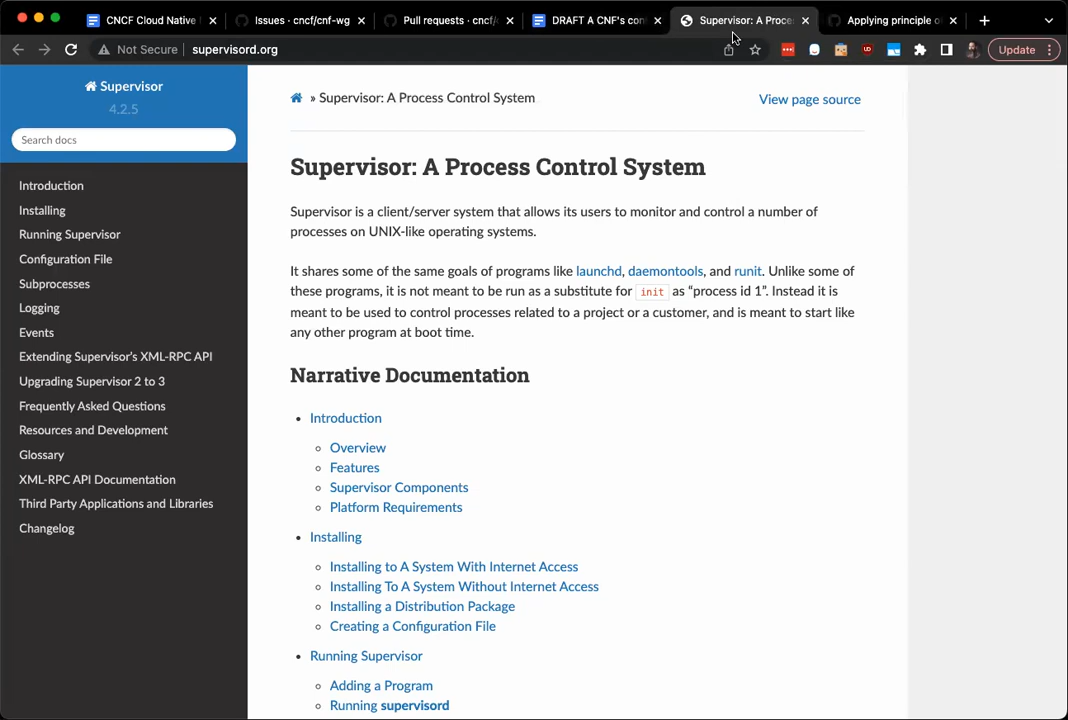 CNCF Cloud Native
Issues · cncf/cnf-wg
Pull requests · cncf/c
DRAFT A CNF's con
Supervisor: A Proce
Applying principle o
Not Secure
supervisord.org
Update
Supervisor
4.2.5
Search docs
Introduction
Installing
Running Supervisor
Configuration File
Subprocesses
Logging
Events
Extending Supervisor's XML-RPC API
Upgrading Supervisor 2 to 3
Frequently Asked Questions
Resources and Development
Glossary
XML-RPC API Documentation
Third Party Applications and Libraries
Changelog
» Supervisor: A Process Control System
View page source
Supervisor: A Process Control System
Supervisor is a client/server system that allows its users to monitor and control a number of
processes on UNIX-like operating systems.
It shares some of the same goals of programs like launchd, daemontools, and runit. Unlike some of
these programs, it is not meant to be run as a substitute for init as “process id 1”. Instead it is
meant to be used to control processes related to a project or a customer, and is meant to start like
any other program at boot time.
Narrative Documentation
• Introduction
◦ Overview
◦ Features
◦ Supervisor Components
◦ Platform Requirements
• Installing
◦ Installing to A System With Internet Access
◦ Installing To A System Without Internet Access
◦ Installing a Distribution Package
◦ Creating a Configuration File
• Running Supervisor
◦ Adding a Program
◦ Running supervisord